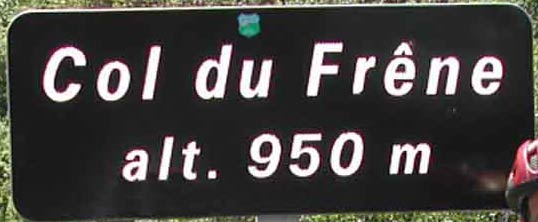 Col du Frêne
alt. 950 m